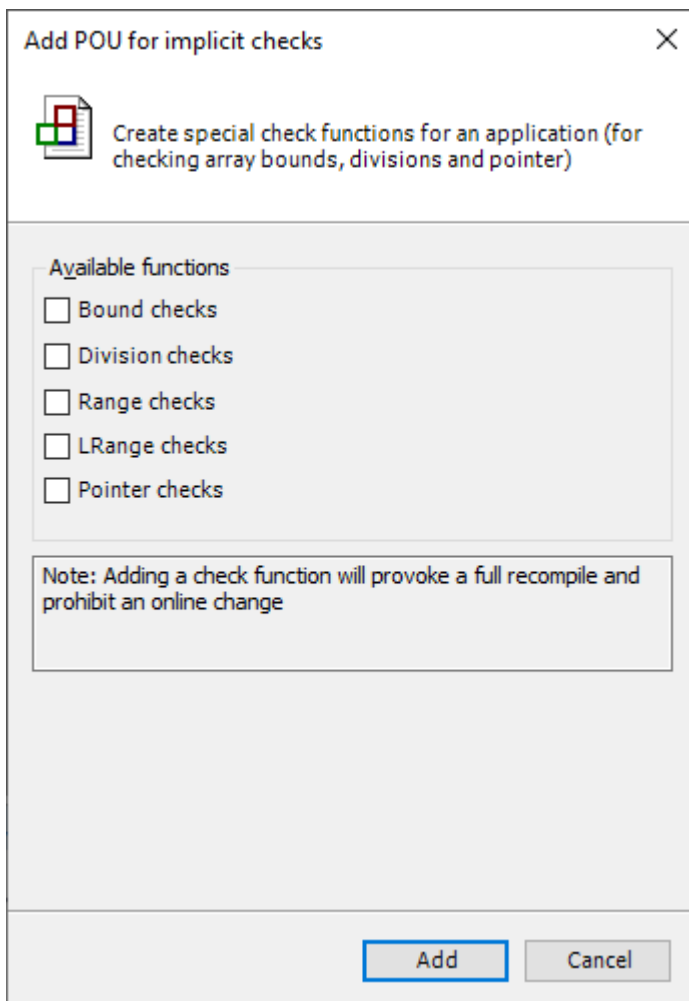 Add POU for implicit checks
Create special check functions for an application (for
checking array bounds, divisions and pointer)
Available functions
Bound checks
Division checks
Range checks
LRange checks
Pointer checks
Note: Adding a check function will provoke a full recompile and
prohibit an online change
Add
Cancel